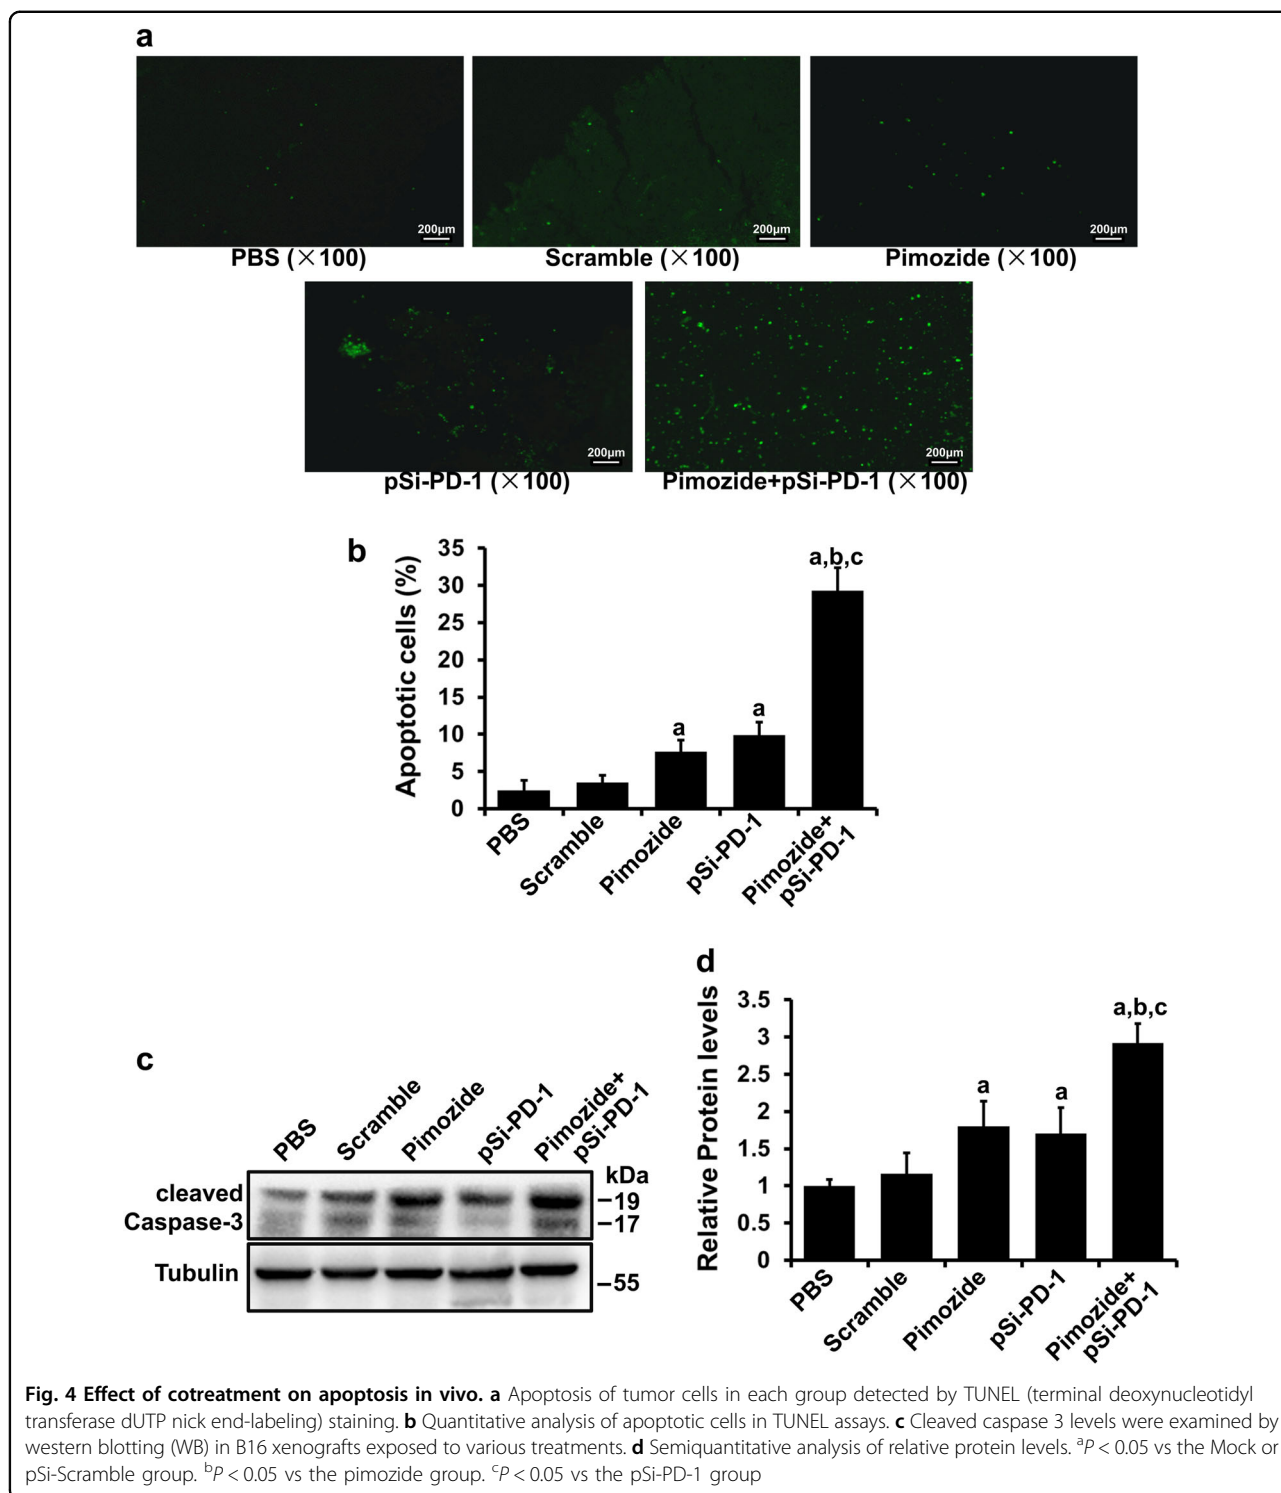 a
200µm
200µm
200µm
PBS (×100)
Scramble (×100)
Pimozide (×100)
200µm
200µm
pSi-PD-1 (×100)
Pimozide+pSi-PD-1 (×100)
b
Apoptotic cells (%)
35
30
25
20
15
10
5
0
a
a
a,b,c
PBS
Scramble
Pimozide
pSi-PD-1
Pimozide+
pSi-PD-1
c
PBS
Scramble
Pimozide
pSi-PD-1
Pimozide+
pSi-PD-1
kDa
cleaved
Caspase-3
–19
–17
Tubulin
–55
d
Relative Protein levels
3.5
3
2.5
2
1.5
1
0.5
0
a
a
a,b,c
PBS
Scramble
Pimozide
pSi-PD-1
Pimozide+
pSi-PD-1
Fig. 4 Effect of cotreatment on apoptosis in vivo. a Apoptosis of tumor cells in each group detected by TUNEL (terminal deoxynucleotidyl
transferase dUTP nick end-labeling) staining. b Quantitative analysis of apoptotic cells in TUNEL assays. c Cleaved caspase 3 levels were examined by
western blotting (WB) in B16 xenografts exposed to various treatments. d Semiquantitative analysis of relative protein levels. ᵃP < 0.05 vs the Mock or
pSi-Scramble group. ᵇP < 0.05 vs the pimozide group. ᶜP < 0.05 vs the pSi-PD-1 group